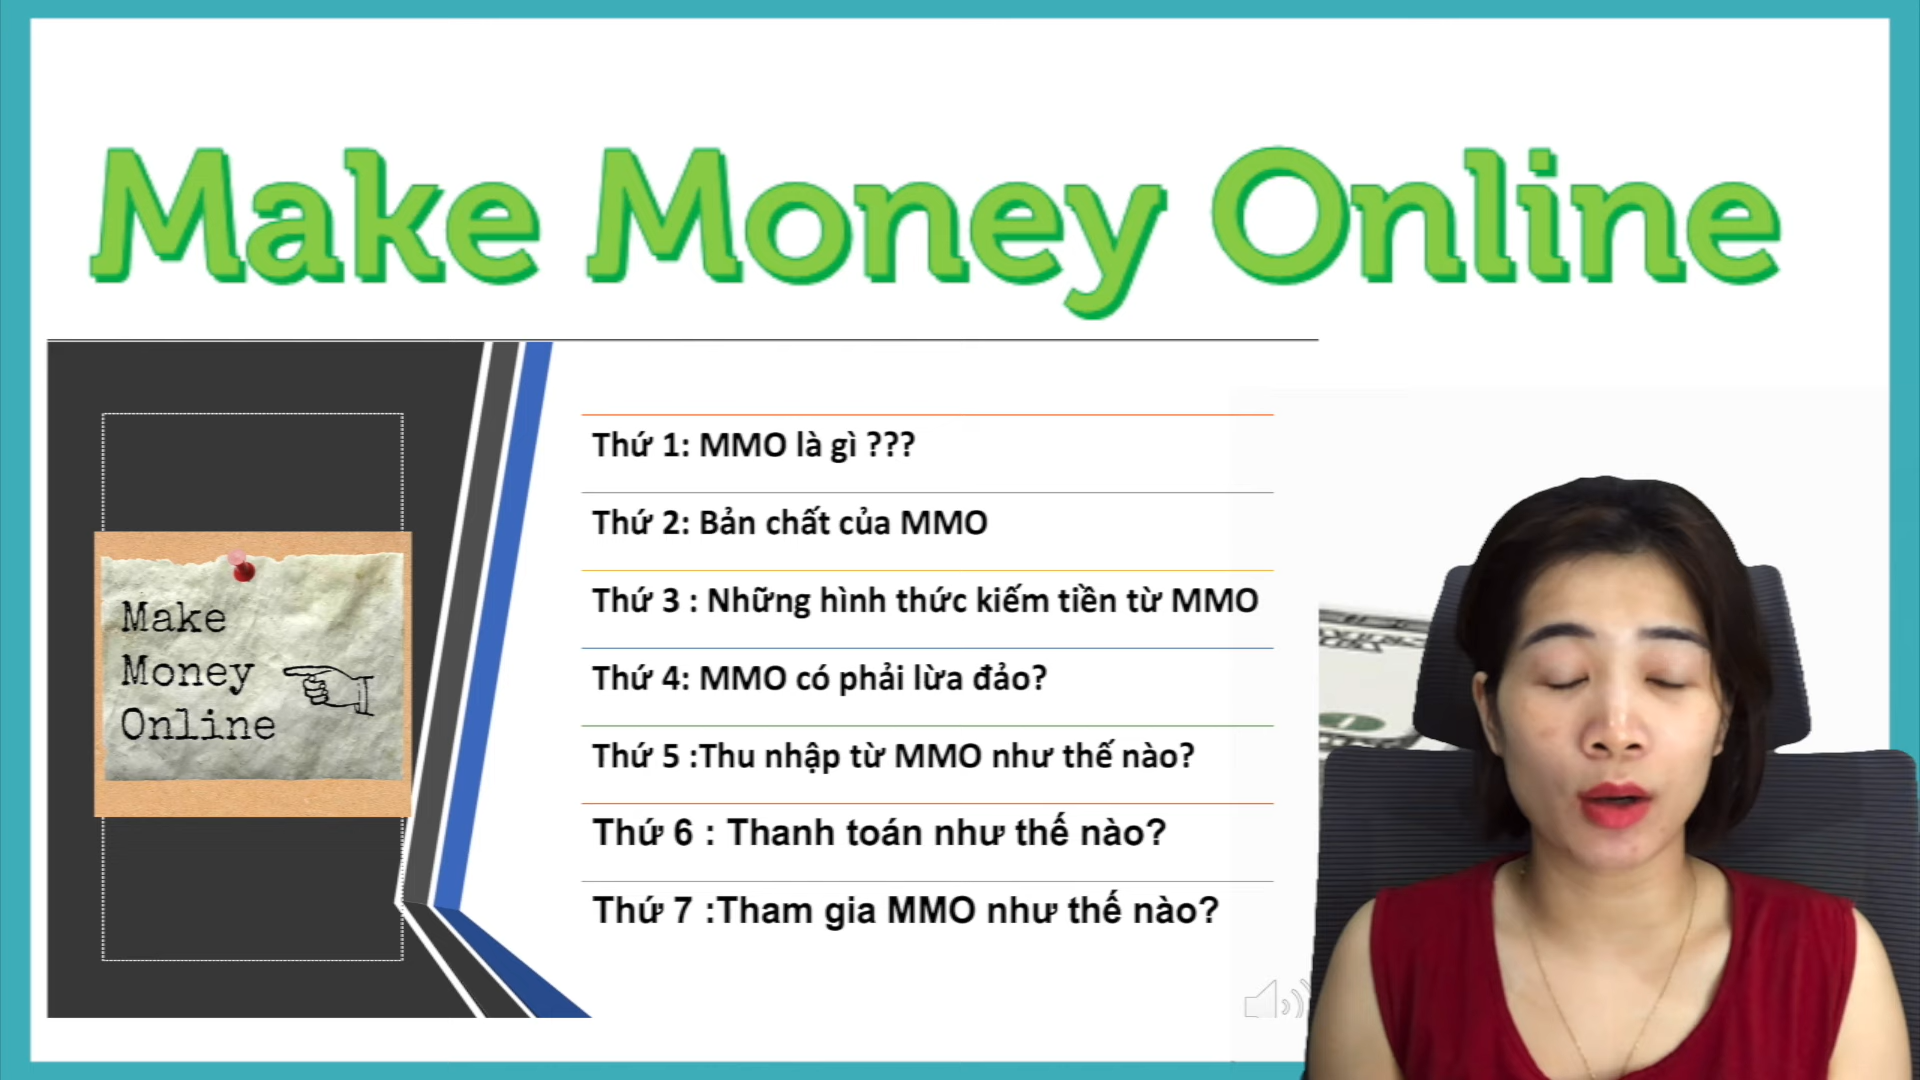 Make Money Online
Make
Money
Online
Thứ 1: MMO là gì ???
Thứ 2: Bản chất của MMO
Thứ 3 : Những hình thức kiếm tiền từ MMO
Thứ 4: MMO có phải lừa đảo?
Thứ 5 :Thu nhập từ MMO như thế nào?
Thứ 6 : Thanh toán như thế nào?
Thứ 7 :Tham gia MMO như thế nào?